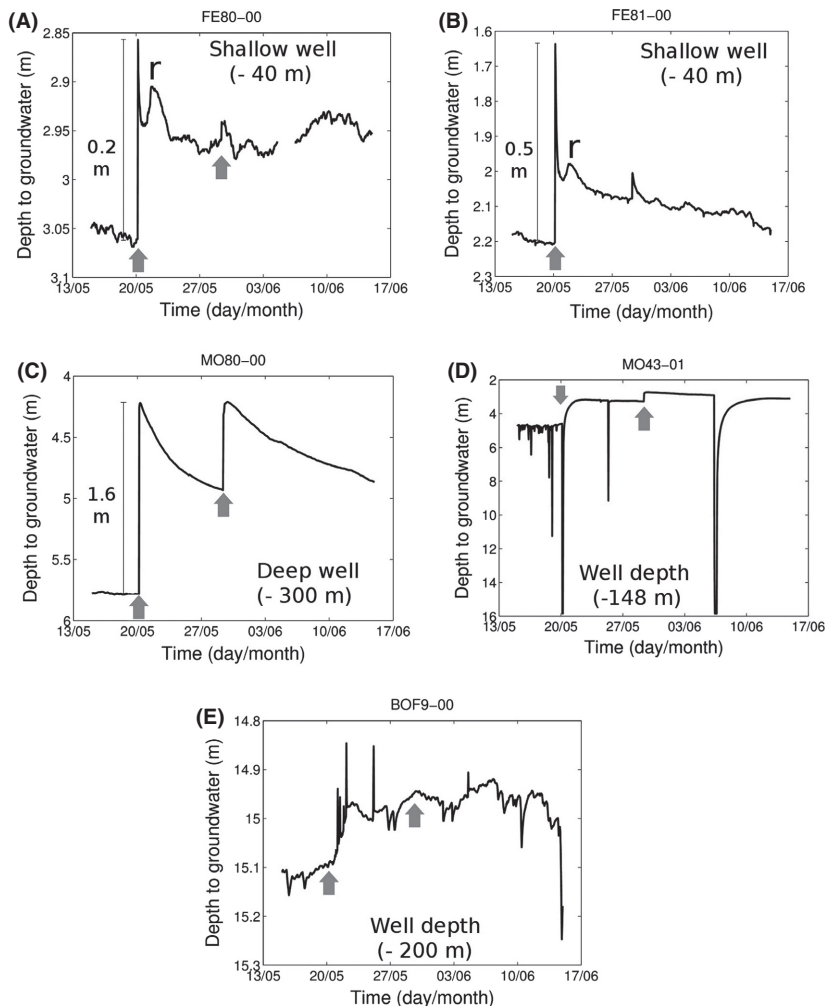 (A)
FE80−00
Depth to groundwater (m)
2.85
2.9
2.95
3
3.05
3.1
Shallow well
(- 40 m)
r
0.2
m
13/05 20/05 27/05 03/06 10/06 17/06
Time (day/month)
(B)
FE81−00
Depth to groundwater (m)
1.6
1.7
1.8
1.9
2
2.1
2.2
2.3
Shallow well
(- 40 m)
0.5
m
r
13/05 20/05 27/05 03/06 10/06 17/06
Time (day/month)
(C)
MO80−00
Depth to groundwater (m)
4
4.5
5
5.5
6
1.6
m
Deep well
(- 300 m)
13/05 20/05 27/05 03/06 10/06 17/06
Time (day/month)
(D)
MO43−01
Depth to groundwater (m)
2
4
6
8
10
12
14
16
Well depth
(-148 m)
13/05 20/05 27/05 03/06 10/06 17/06
Time (day/month)
(E)
BOF9−00
Depth to groundwater (m)
14.8
14.9
15
15.1
15.2
15.3
Well depth
(- 200 m)
13/05 20/05 27/05 03/06 10/06 17/06
Time (day/month)